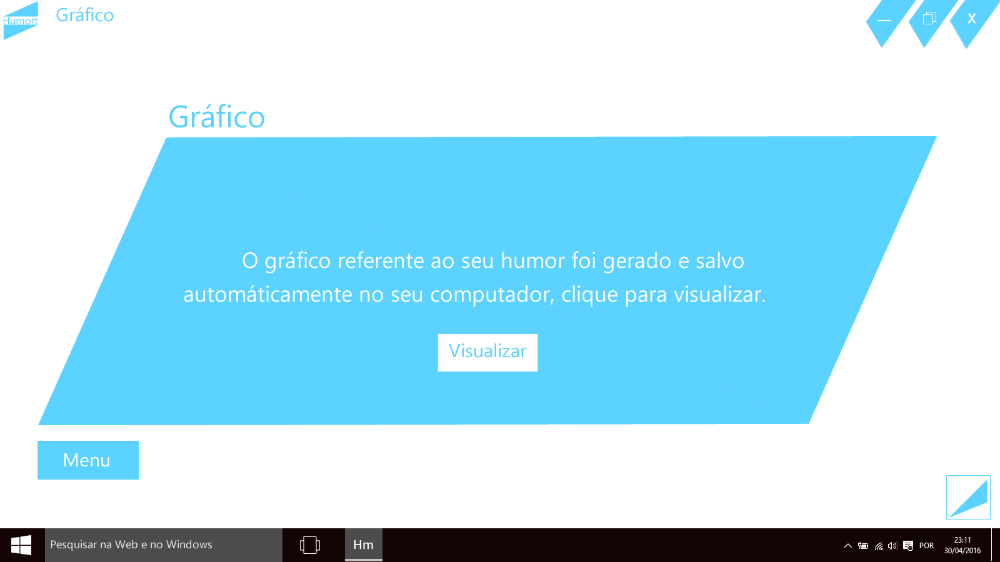 Humort
Gráfico
X
Gráfico
O gráfico referente ao seu humor foi gerado e salvo
automáticamente no seu computador, clique para visualizar.
Visualizar
Menu
Pesquisar na Web e no Windows
Hm
POR
23:11
30/04/2016